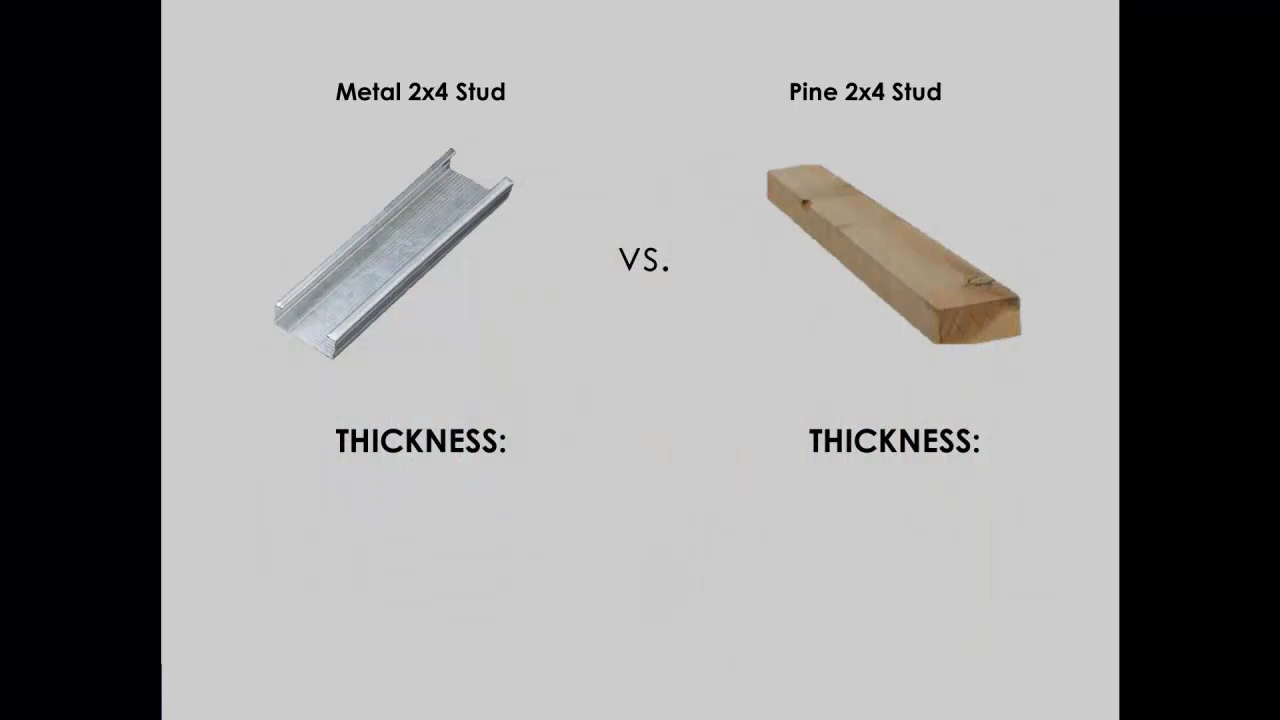 Metal 2x4 Stud
Pine 2x4 Stud
vs.
THICKNESS:
THICKNESS: